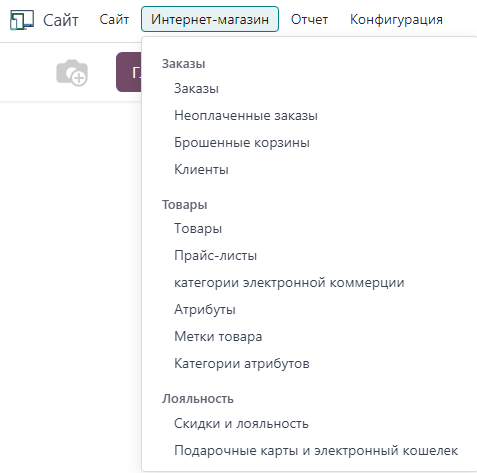 Сайт Сайт Интернет-магазин Отчет Конфигурация
Заказы
Заказы
Неоплаченные заказы
Брошенные корзины
Клиенты
Товары
Товары
Прайс-листы
категории электронной коммерции
Атрибуты
Метки товара
Категории атрибутов
Лояльность
Скидки и лояльность
Подарочные карты и электронный кошелек